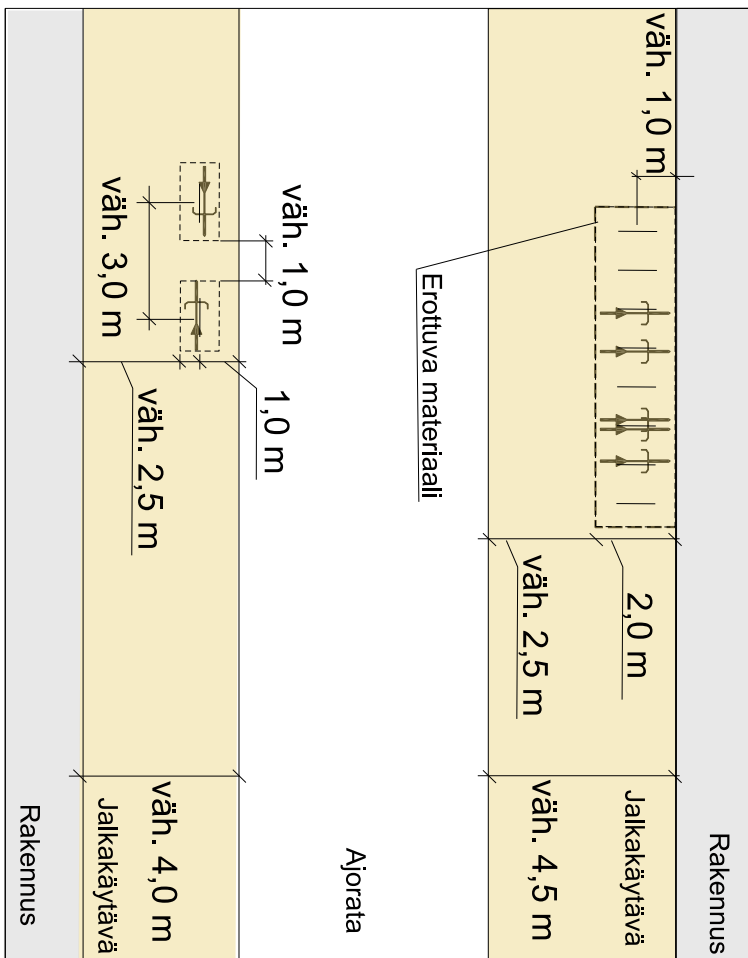 Rakennus
väh. 1,0 m
Erottuva materiaali
2,0 m
väh. 2,5 m
Jalkakäytävä
väh. 4,5 m
Ajorata
väh. 1,0 m
väh. 3,0 m
1,0 m
väh. 2,5 m
väh. 4,0 m
Jalkakäytävä
Rakennus